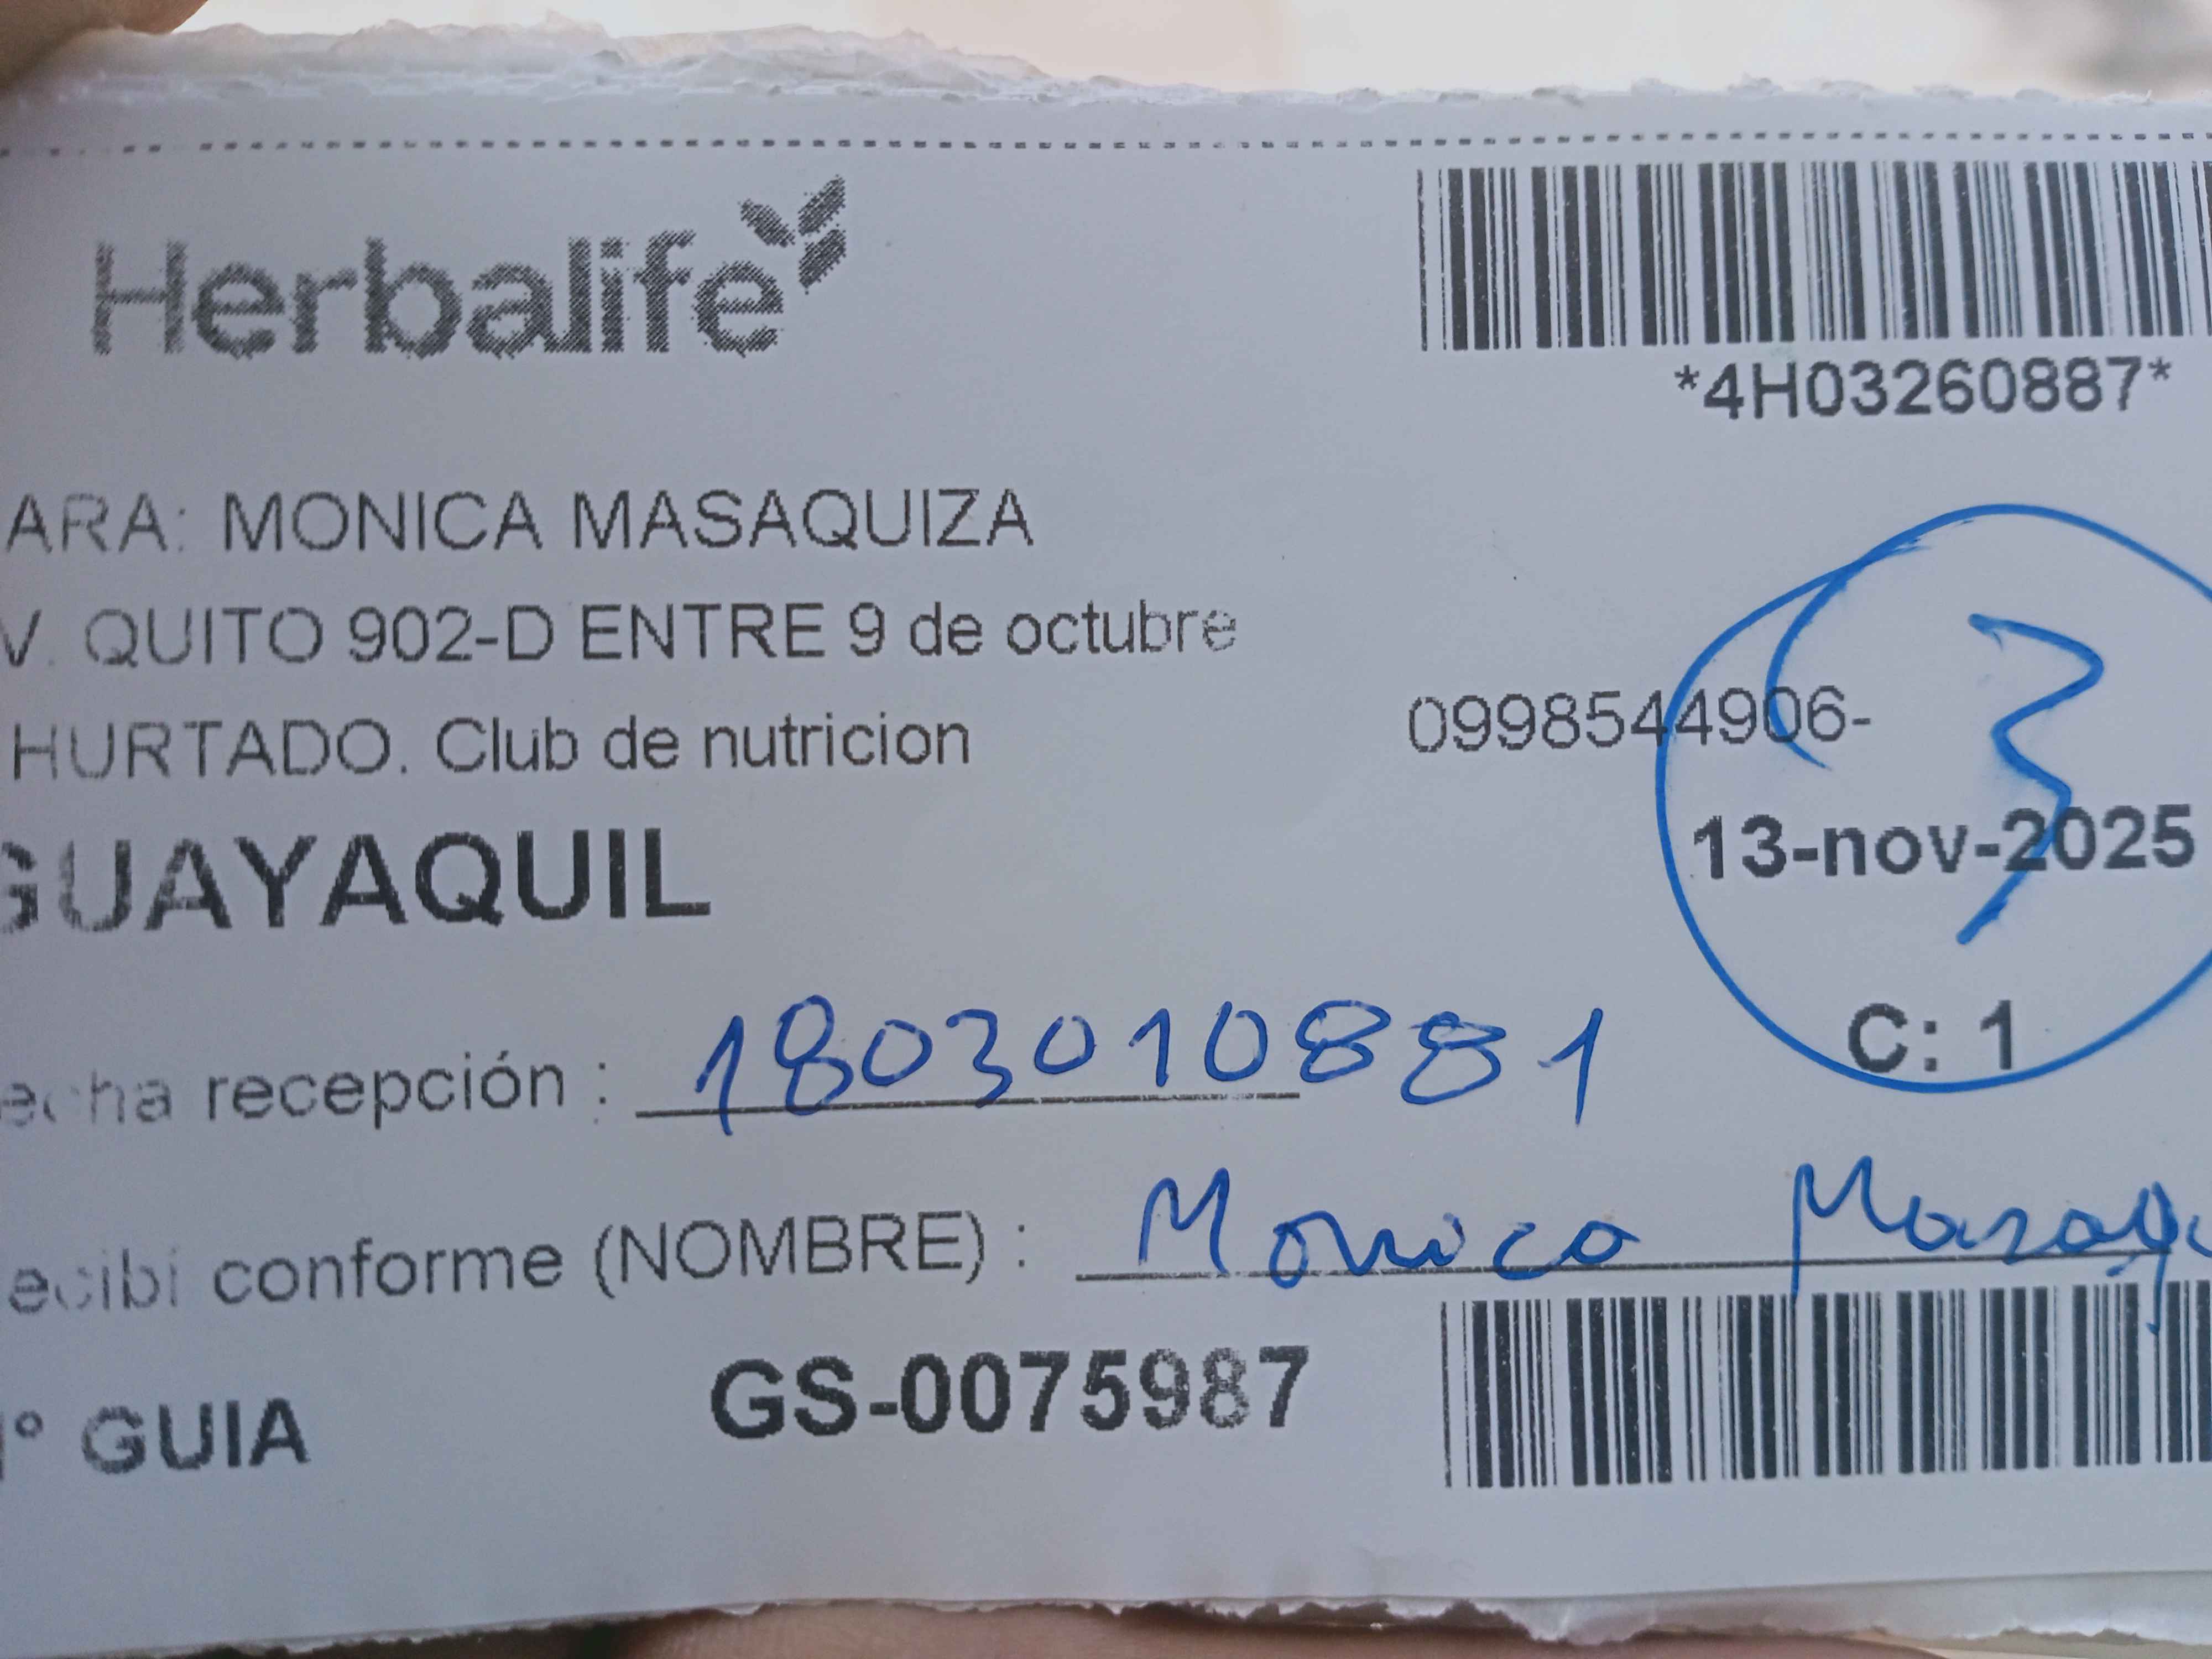 Herbalife
*4H03260887*
ARA: MONICA MASAQUIZA
V. QUITO 902-D ENTRE 9 de octubre
HURTADO. Club de nutricion
0998544906-
3
GUAYAQUIL
13-nov-2025
C: 1
echa recepción : 1803010881
ecibi conforme (NOMBRE) : Monica Masaqu
° GUIA GS-0075987